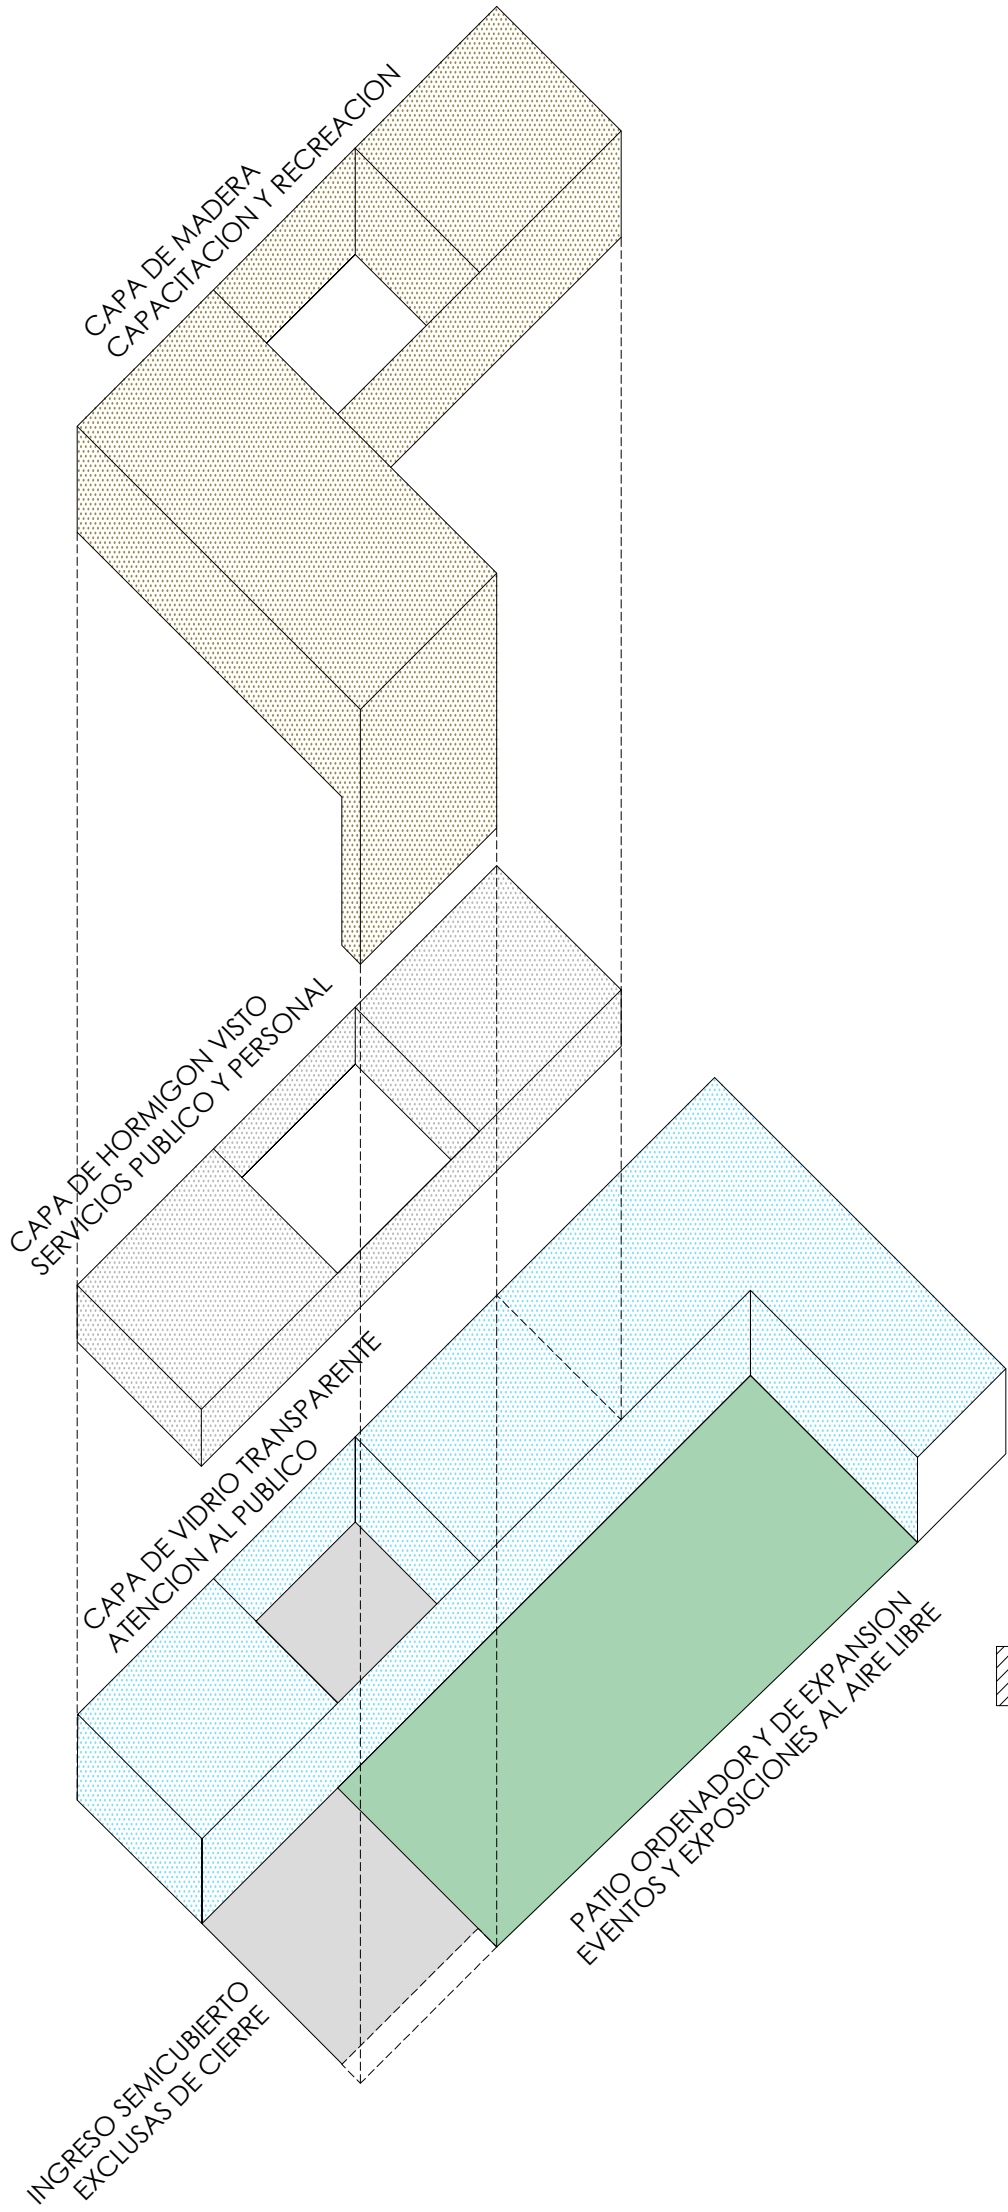 CAPA DE MADERA
CAPACITACION Y RECREACION
CAPA DE HORMIGON VISTO
SERVICIOS PUBLICO Y PERSONAL
CAPA DE VIDRIO TRANSPARENTE
ATENCION AL PUBLICO
PATIO ORDENADOR Y DE EXPANSION
EVENTOS Y EXPOSICIONES AL AIRE LIBRE
INGRESO SEMICUBIERTO
EXCLUSAS DE CIERRE